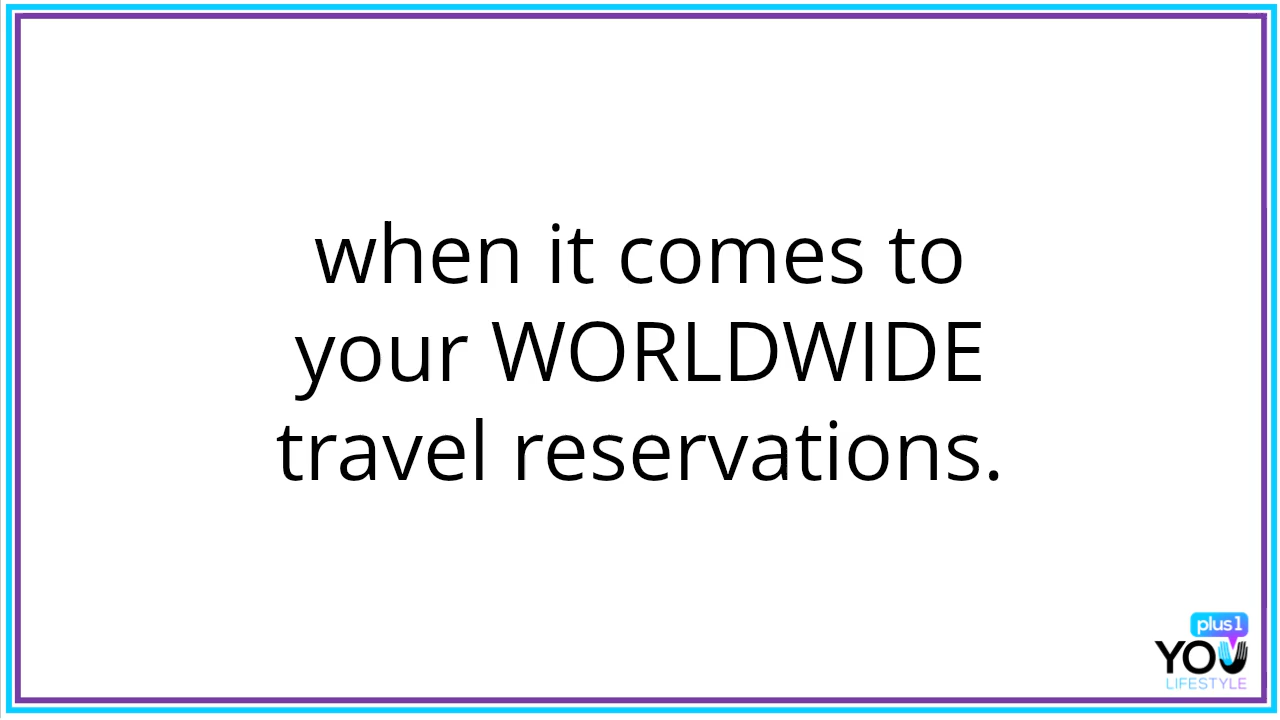 when it comes to
your WORLDWIDE
travel reservations.
plus1
YOU
LIFESTYLE